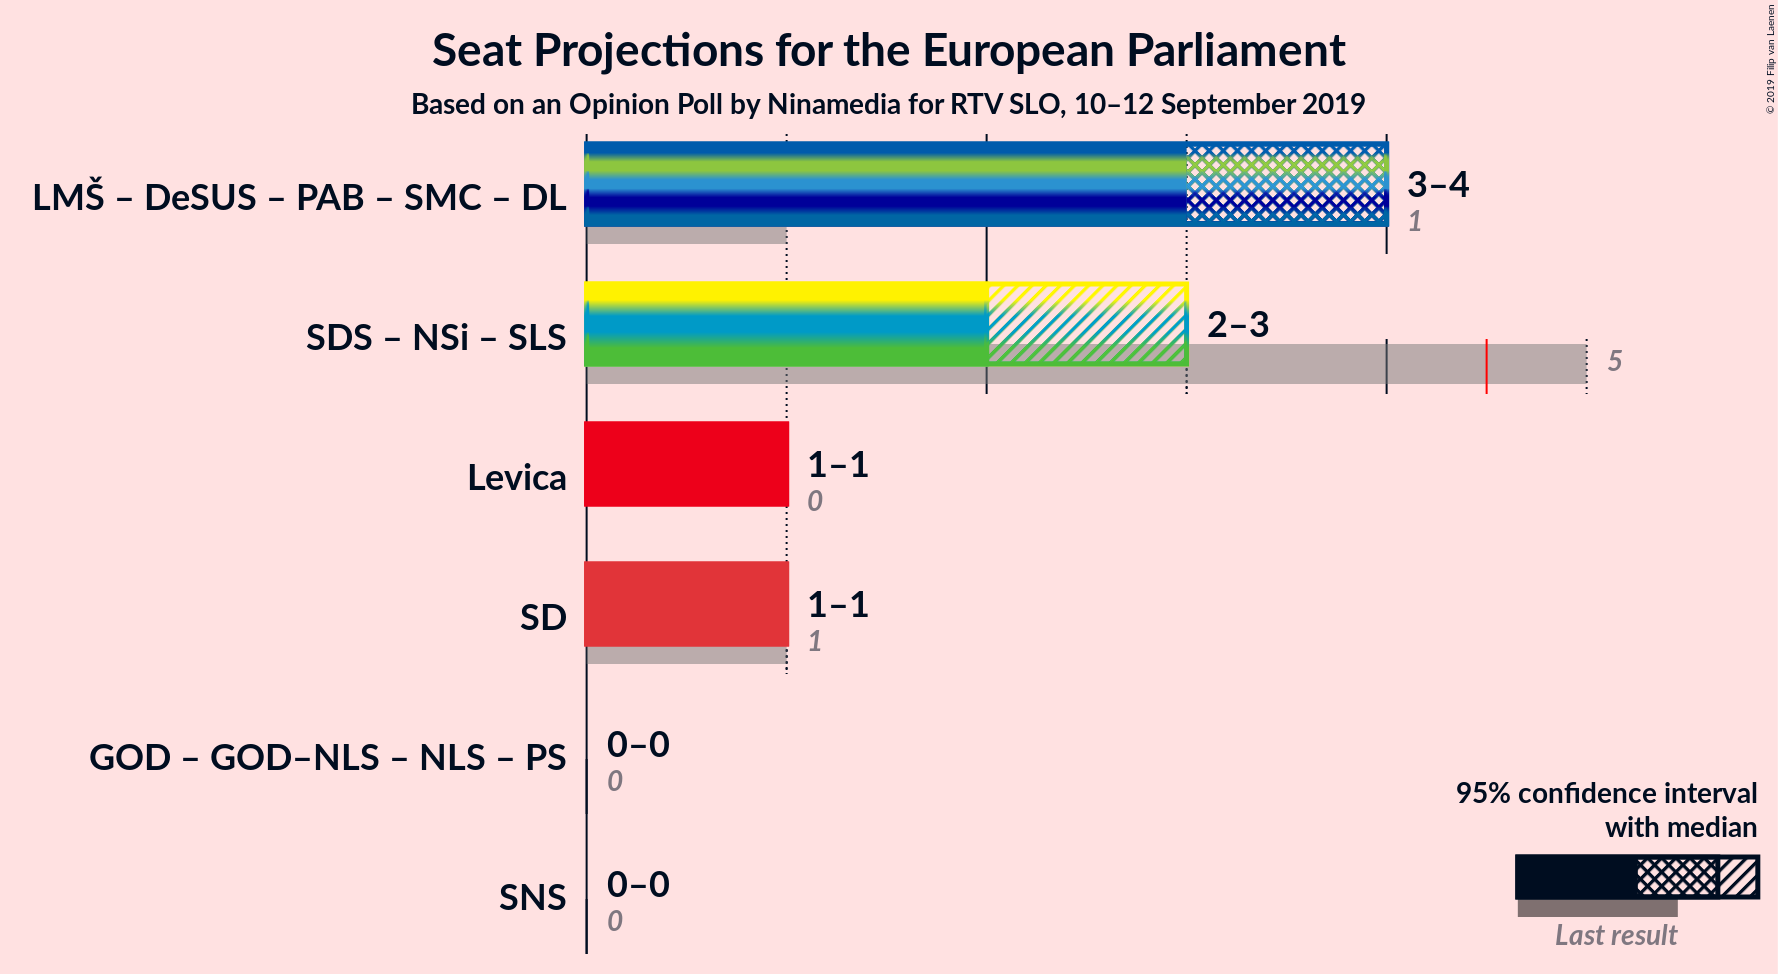 Seat Projections for the European Parliament
Based on an Opinion Poll by Ninamedia for RTV SLO, 10–12 September 2019
© 2019 Filip van Laenen
LMŠ – DeSUS – PAB – SMC – DL
3–4
1
SDS – NSi – SLS
2–3
5
Levica
1–1
0
SD
1–1
1
GOD – GOD–NLS – NLS – PS
0–0
0
SNS
0–0
0
95% confidence interval
with median
Last result